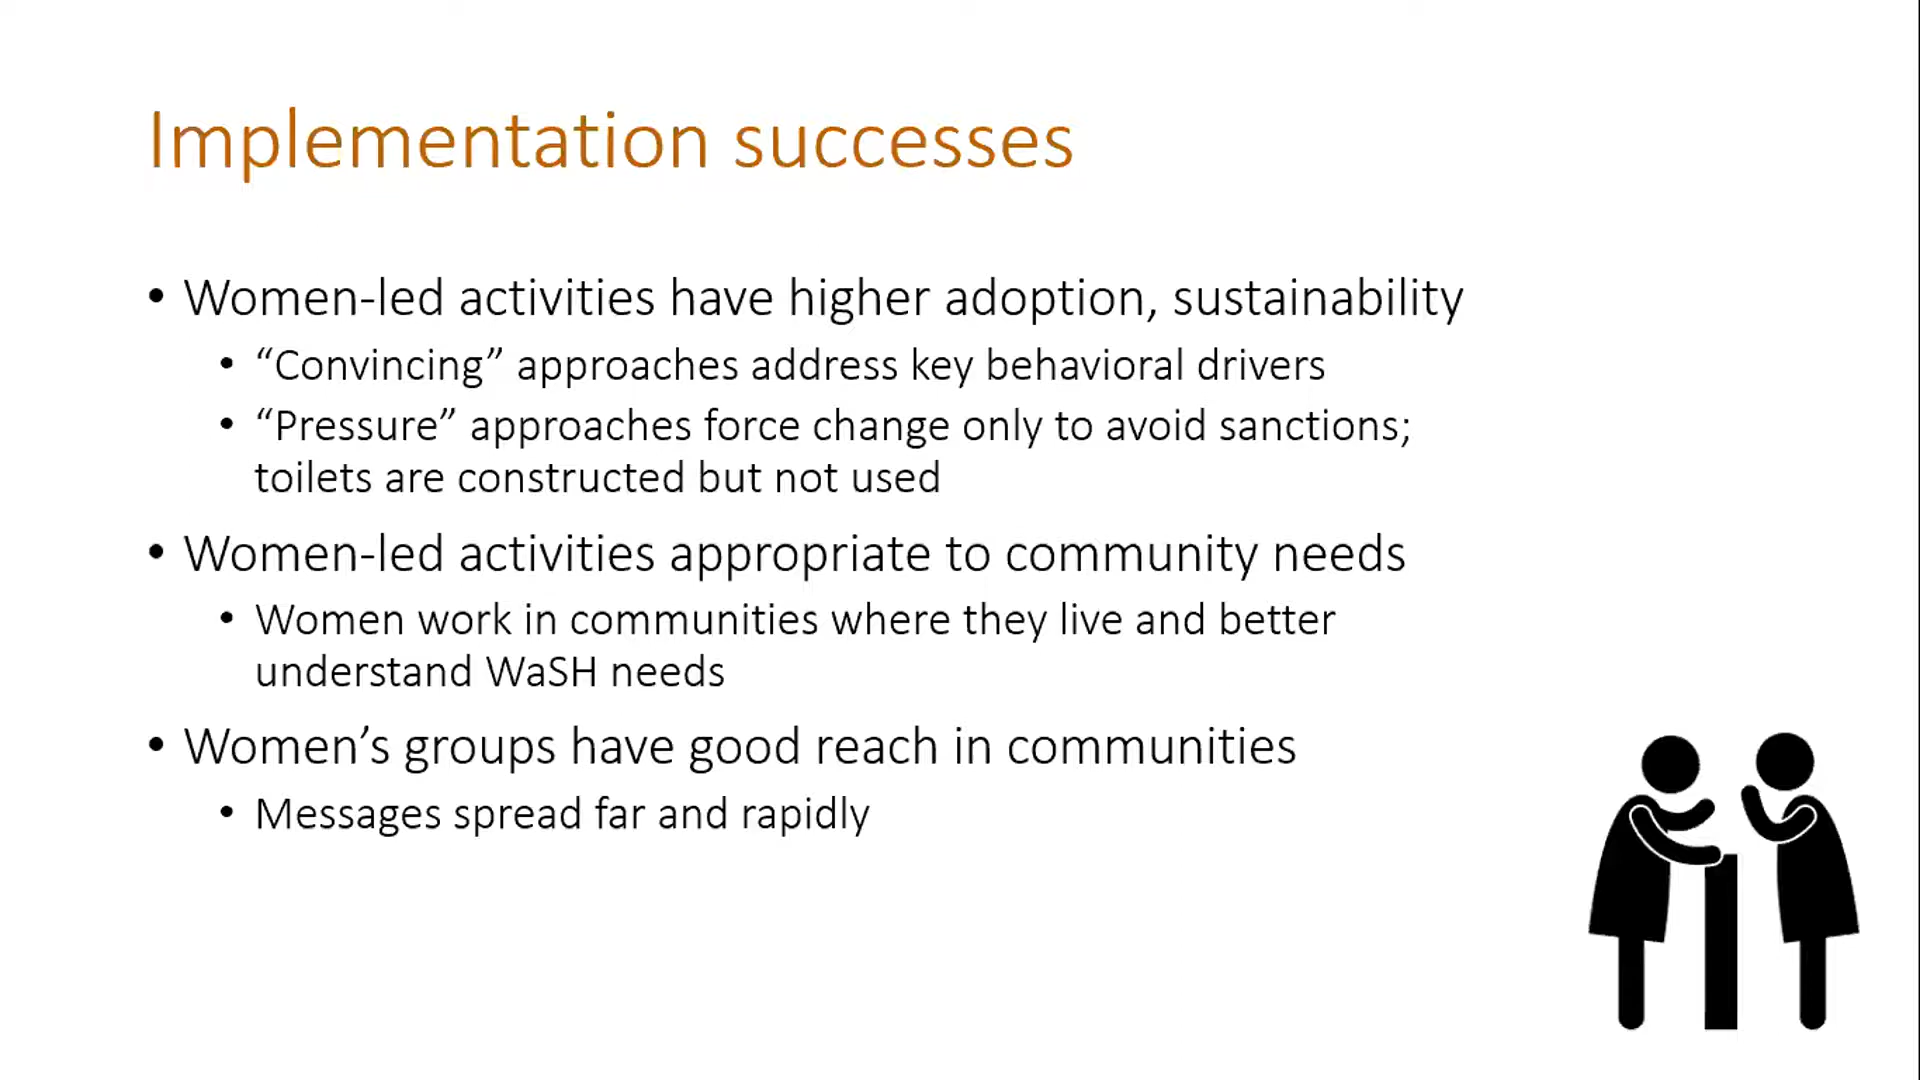 Implementation successes
• Women-led activities have higher adoption, sustainability
• “Convincing” approaches address key behavioral drivers
• “Pressure” approaches force change only to avoid sanctions;
toilets are constructed but not used
• Women-led activities appropriate to community needs
• Women work in communities where they live and better
understand WaSH needs
• Women’s groups have good reach in communities
• Messages spread far and rapidly